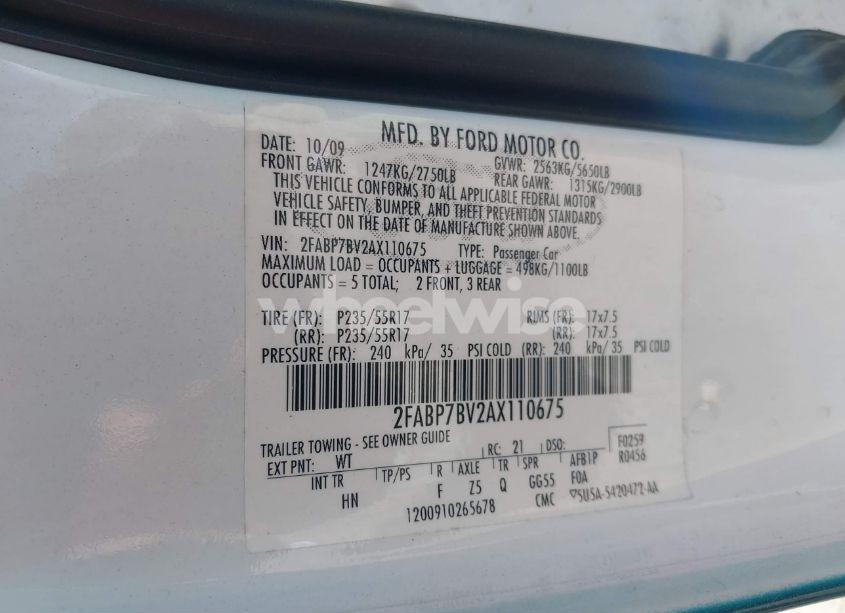 MFD. BY FORD MOTOR CO.
DATE: 10/09 GVWR: 2563KG/5650LB
FRONT GAWR: 1247KG/2750LB REAR GAWR: 1315KG/2900LB
THIS VEHICLE CONFORMS TO ALL APPLICABLE FEDERAL MOTOR
VEHICLE SAFETY, BUMPER, AND THEFT PREVENTION STANDARDS
IN EFFECT ON THE DATE OF MANUFACTURE SHOWN ABOVE.
VIN: 2FABP7BV2AX110675 TYPE: Passenger Car
MAXIMUM LOAD = OCCUPANTS + LUGGAGE = 498KG/1100LB
OCCUPANTS = 5 TOTAL; 2 FRONT, 3 REAR
wheelwise
TIRE (FR): P235/55R17 RIMS (FR): 17x7.5
(RR): P235/55R17 (RR): 17x7.5
PRESSURE (FR): 240 kPa/ 35 PSI COLD (RR): 240 kPa/ 35 PSI COLD
2FABP7BV2AX110675
TRAILER TOWING - SEE OWNER GUIDE
EXT PNT: WT RC: 21 DSO: F0259
R0456
INT TR TP/PS R AXLE TR SPR AFB1P
HN F Z5 Q GG55 F0A
1200910265678 CMC ▽5U5A-5420472-AA